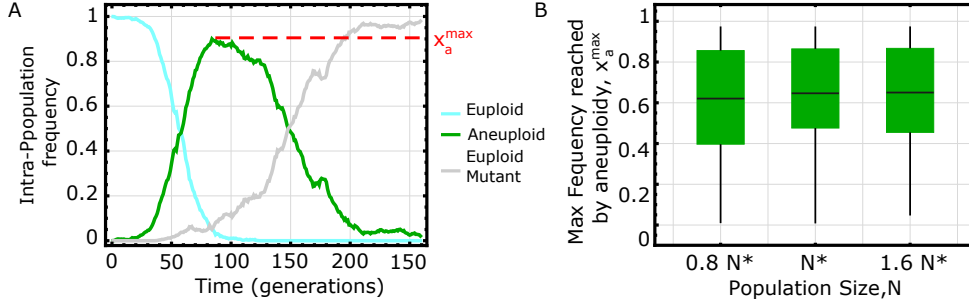 A
Intra-Ppopulation
frequency
1
0.8
0.6
0.4
0.2
0
0
50
100
150
Time (generations)
x_a^max
Euploid
Aneuploid
Euploid
Mutant
B
Max Fequency reached
by aneuploidy, x_a^max
1
0.8
0.6
0.4
0.2
0
0.8 N*
N*
1.6 N*
Population Size,N